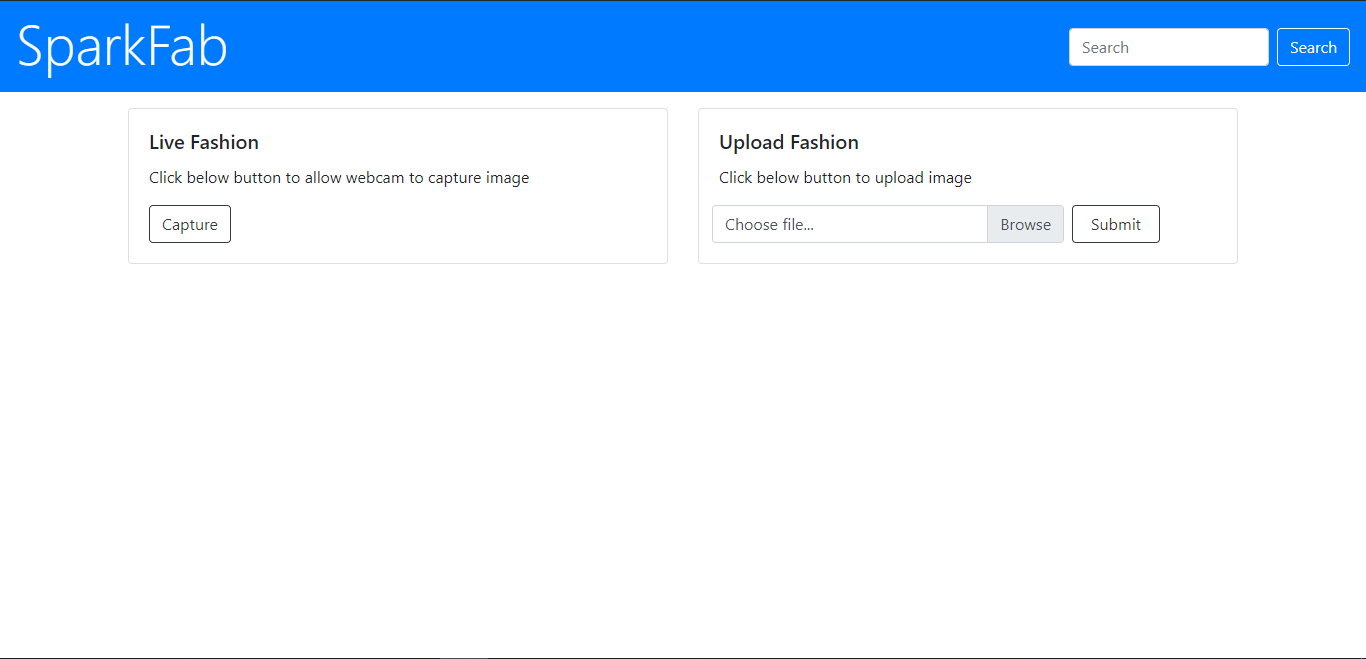 SparkFab
Search
Search
Live Fashion
Click below button to allow webcam to capture image
Capture
Upload Fashion
Click below button to upload image
Choose file...
Browse
Submit